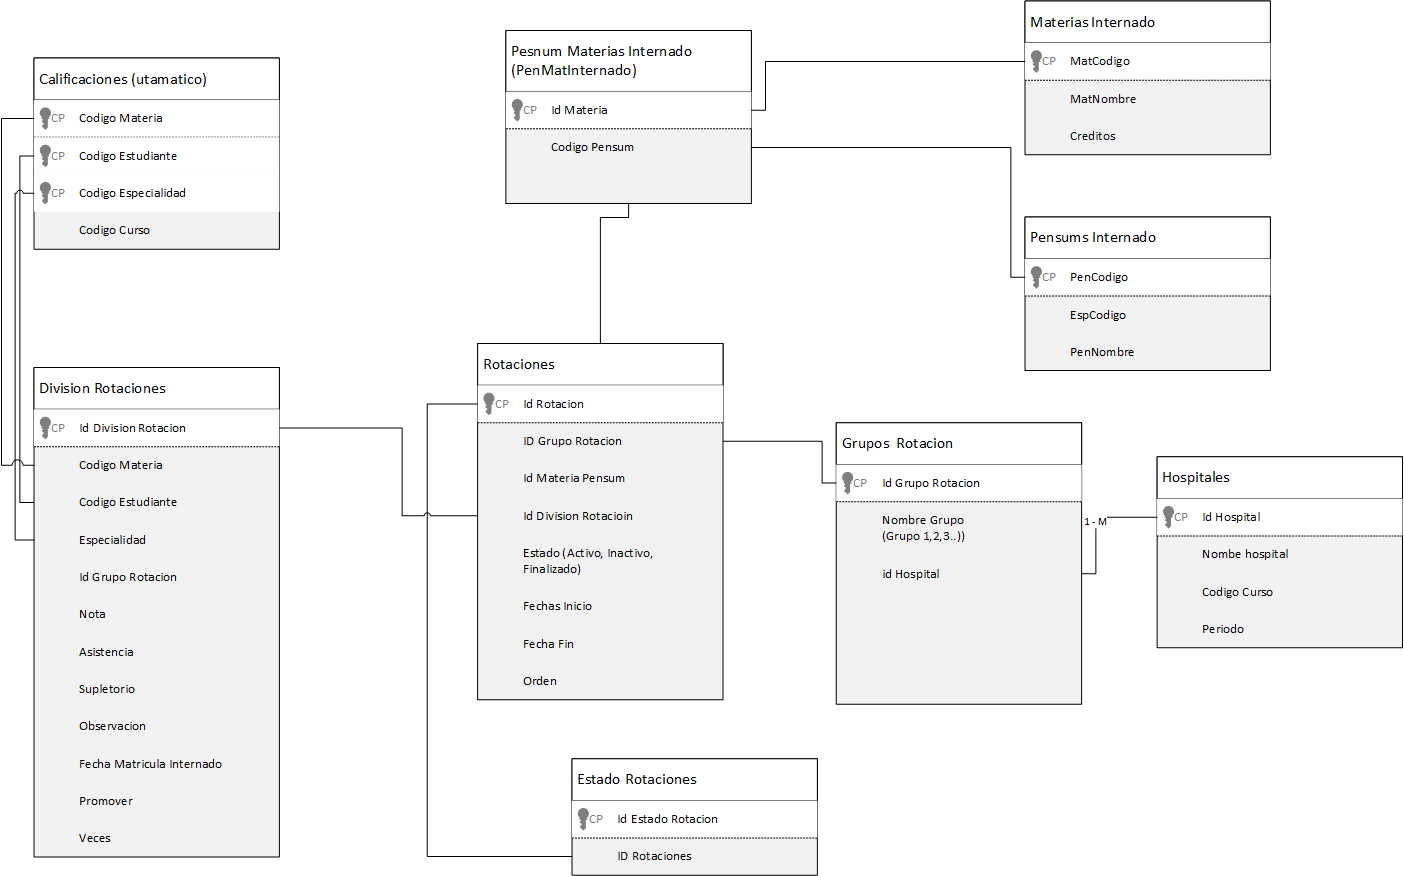 Calificaciones (utamatico)
CP Codigo Materia
CP Codigo Estudiante
CP Codigo Especialidad
Codigo Curso
Pesnum Materias Internado
(PenMatInternado)
CP Id Materia
Codigo Pensum
Materias Internado
CP MatCodigo
MatNombre
Creditos
Pensums Internado
CP PenCodigo
EspCodigo
PenNombre
Division Rotaciones
CP Id Division Rotacion
Codigo Materia
Codigo Estudiante
Especialidad
Id Grupo Rotacion
Nota
Asistencia
Supletorio
Observacion
Fecha Matricula Internado
Promover
Veces
Rotaciones
CP Id Rotacion
ID Grupo Rotacion
Id Materia Pensum
Id Division Rotacioin
Estado (Activo, Inactivo,
Finalizado)
Fechas Inicio
Fecha Fin
Orden
Grupos Rotacion
CP Id Grupo Rotacion
Nombre Grupo
(Grupo 1,2,3..))
id Hospital
1 - M
Hospitales
CP Id Hospital
Nombe hospital
Codigo Curso
Periodo
Estado Rotaciones
CP Id Estado Rotacion
ID Rotaciones